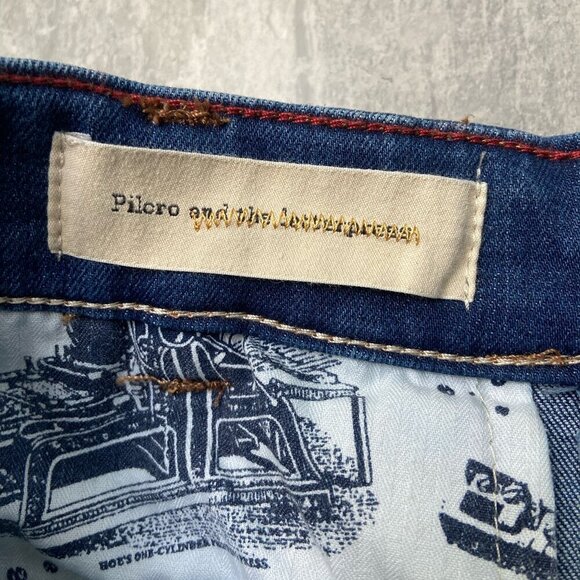 Pilcro and the letterpress
HOE'S ONE-CYLINDER